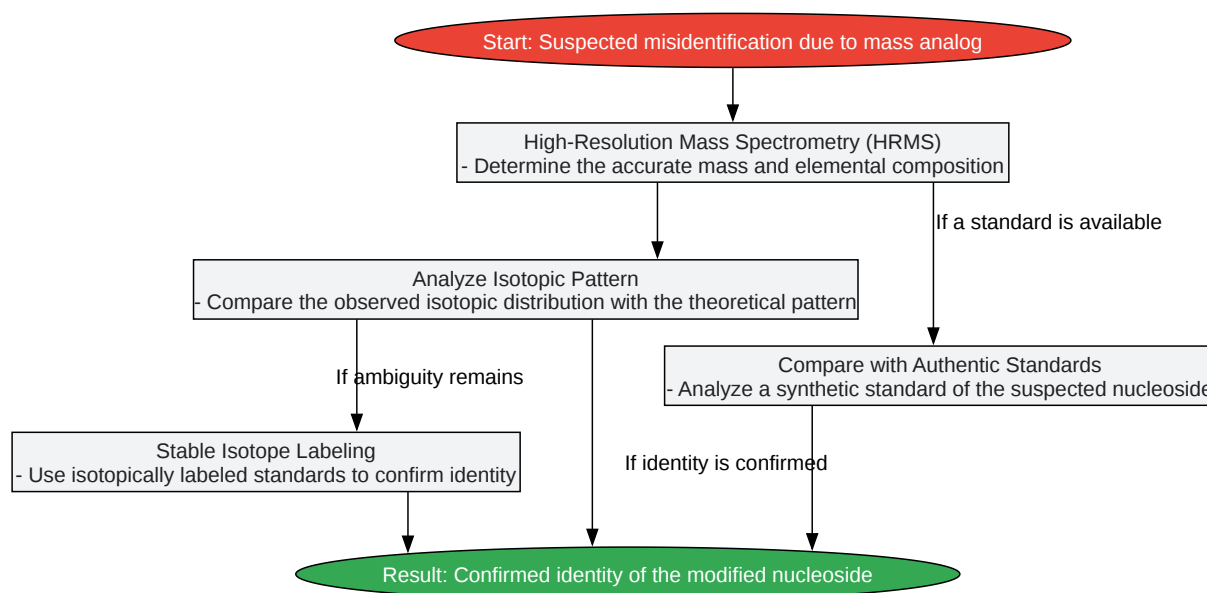 Start: Suspected misidentification due to mass analog
High-Resolution Mass Spectrometry (HRMS)
- Determine the accurate mass and elemental composition
If a standard is available
Analyze Isotopic Pattern
- Compare the observed isotopic distribution with the theoretical pattern
If ambiguity remains
Compare with Authentic Standards
- Analyze a synthetic standard of the suspected nucleoside
Stable Isotope Labeling
- Use isotopically labeled standards to confirm identity
If identity is confirmed
Result: Confirmed identity of the modified nucleoside